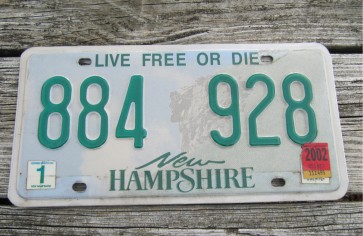 LIVE FREE OR DIE
884 928
1
2002
New
HAMPSHIRE